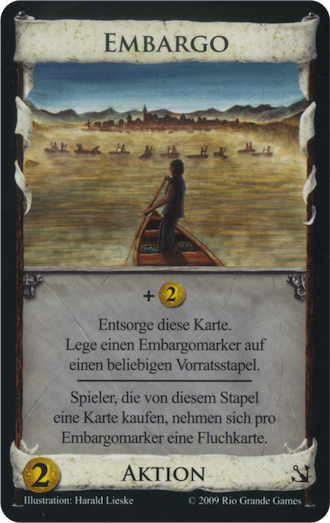 EMBARGO
+ 2
Entsorge diese Karte.
Lege einen Embargomarker auf
einen beliebigen Vorratsstapel.
Spieler, die von diesem Stapel
eine Karte kaufen, nehmen sich pro
Embargomarker eine Fluchkarte.
2 AKTION
Illustration: Harald Lieske © 2009 Rio Grande Games